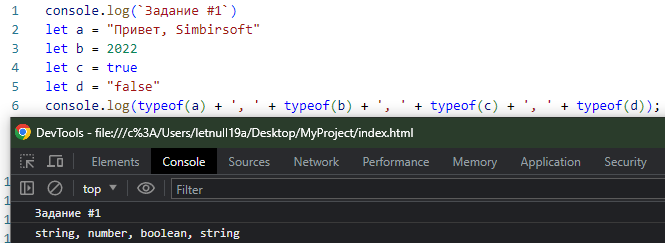 1 console.log(`Задание #1`)
2 let a = "Привет, Simbirsoft"
3 let b = 2022
4 let c = true
5 let d = "false"
6 console.log(typeof(a) + ', ' + typeof(b) + ', ' + typeof(c) + ', ' + typeof(d));
DevTools - file:///c%3A/Users/letnull19a/Desktop/MyProject/index.html
Elements Console Sources Network Performance Memory Application Security
top Filter
Задание #1
string, number, boolean, string